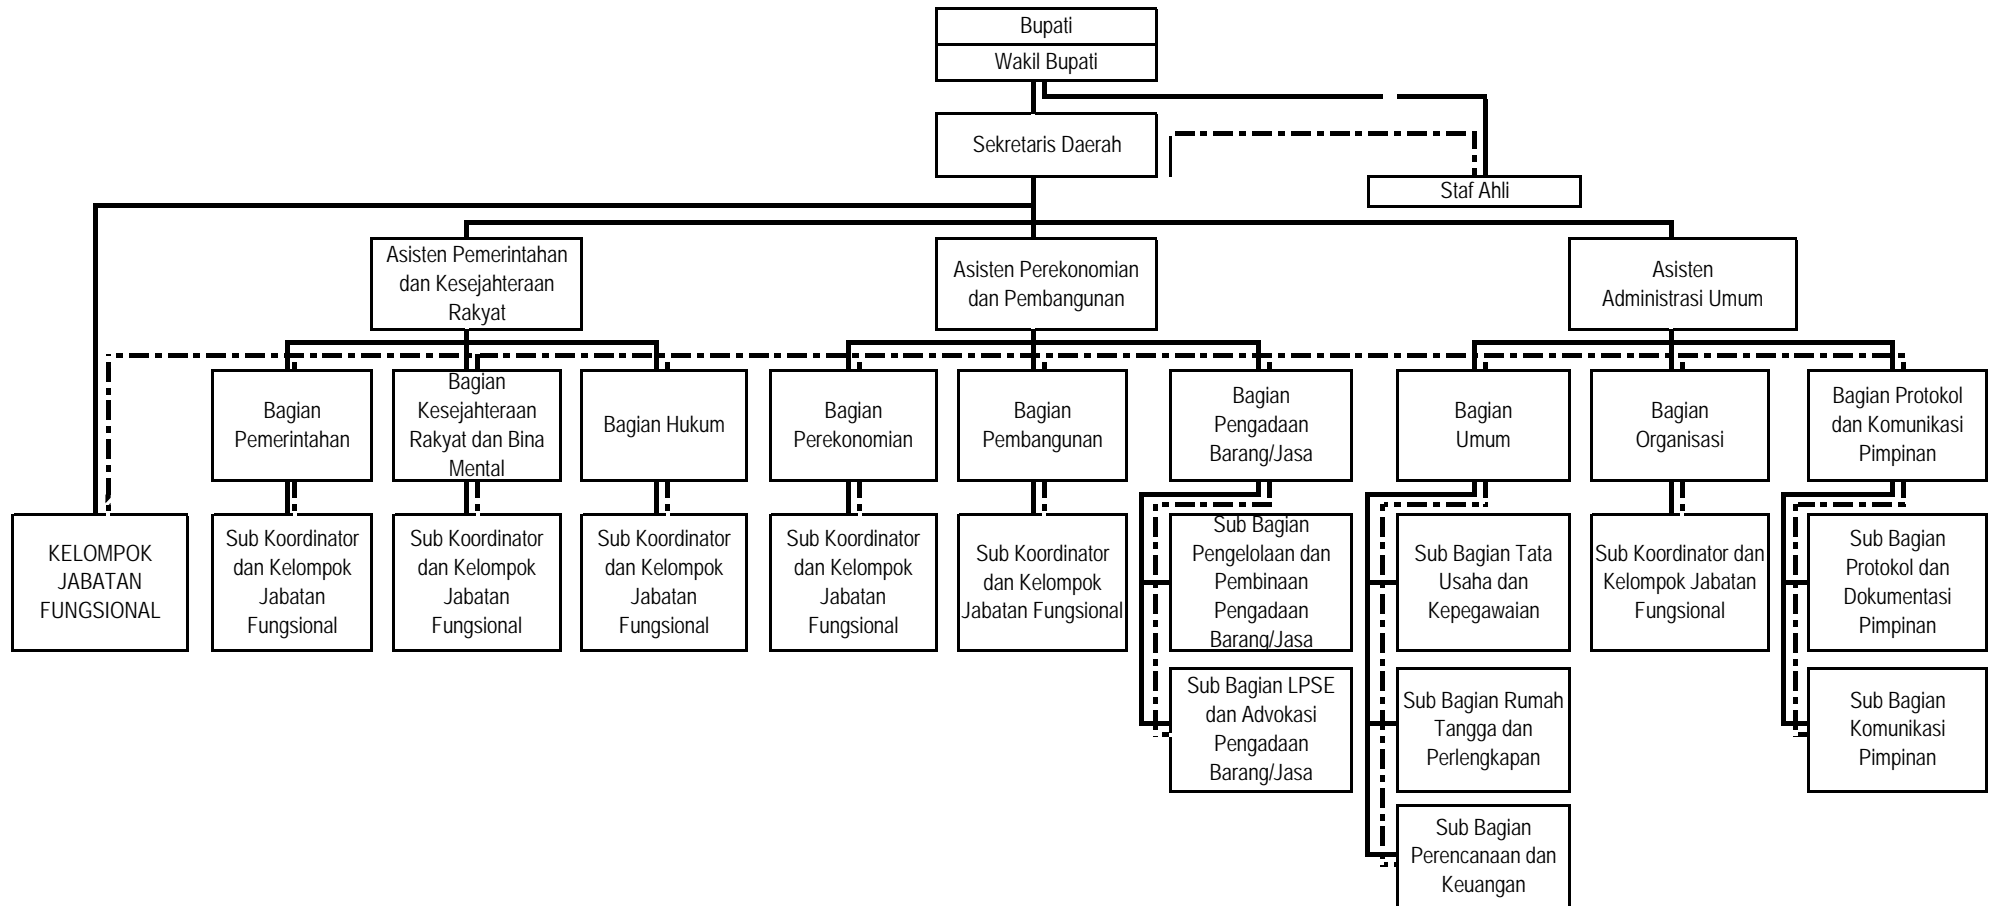 Bupati
Wakil Bupati
Sekretaris Daerah
Staf Ahli
Asisten Pemerintahan
dan Kesejahteraan
Rakyat
Asisten Perekonomian
dan Pembangunan
Asisten
Administrasi Umum
Bagian
Pemerintahan
Bagian
Kesejahteraan
Rakyat dan Bina
Mental
Bagian Hukum
Bagian
Perekonomian
Bagian
Pembangunan
Bagian
Pengadaan
Barang/Jasa
Bagian
Umum
Bagian
Organisasi
Bagian Protokol
dan Komunikasi
Pimpinan
KELOMPOK
JABATAN
FUNGSIONAL
Sub Koordinator
dan Kelompok
Jabatan
Fungsional
Sub Koordinator
dan Kelompok
Jabatan
Fungsional
Sub Koordinator
dan Kelompok
Jabatan
Fungsional
Sub Koordinator
dan Kelompok
Jabatan
Fungsional
Sub Koordinator
dan Kelompok
Jabatan Fungsional
Sub Bagian
Pengelolaan dan
Pembinaan
Pengadaan
Barang/Jasa
Sub Bagian Tata
Usaha dan
Kepegawaian
Sub Koordinator dan
Kelompok Jabatan
Fungsional
Sub Bagian
Protokol dan
Dokumentasi
Pimpinan
Sub Bagian LPSE
dan Advokasi
Pengadaan
Barang/Jasa
Sub Bagian Rumah
Tangga dan
Perlengkapan
Sub Bagian
Komunikasi
Pimpinan
Sub Bagian
Perencanaan dan
Keuangan